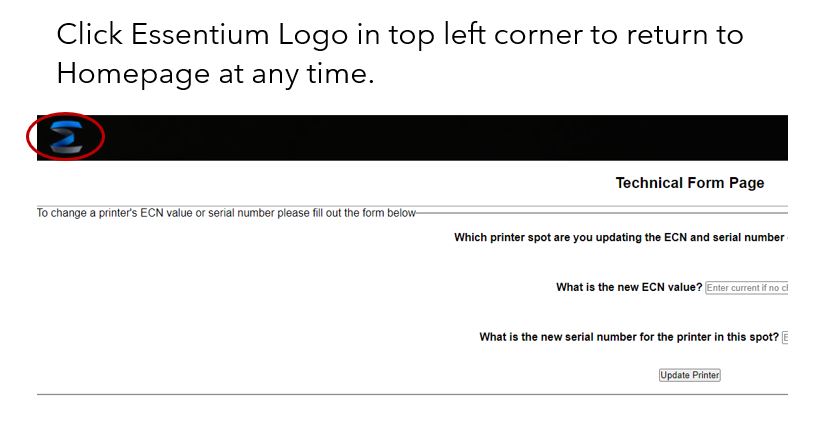 Click Essentium Logo in top left corner to return to
Homepage at any time.
Technical Form Page
To change a printer's ECN value or serial number please fill out the form below
Which printer spot are you updating the ECN and serial number
What is the new ECN value? Enter current if no
What is the new serial number for the printer in this spot?
Update Printer